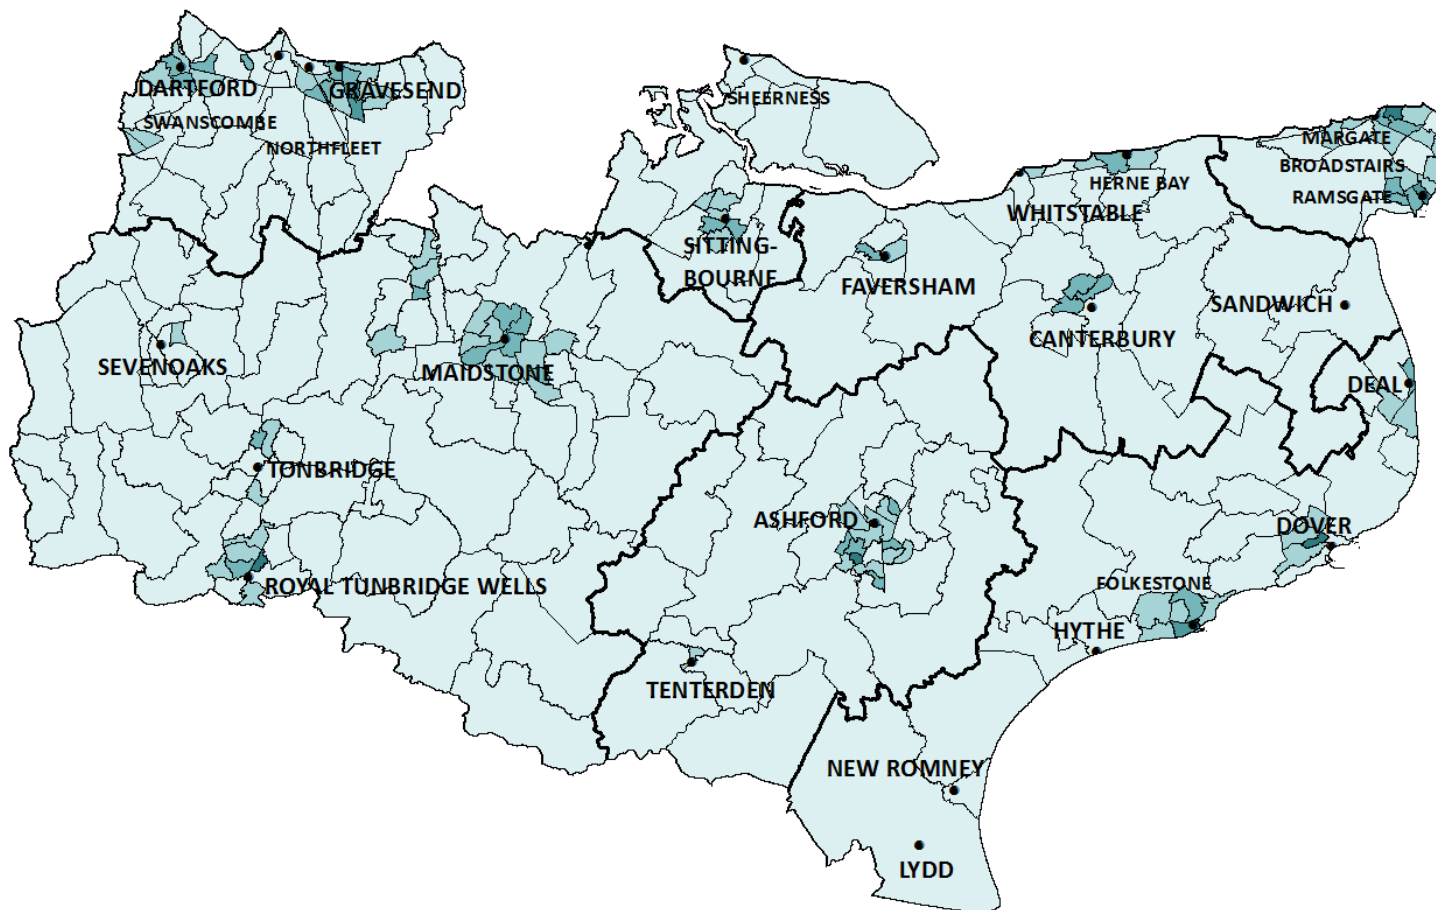 DARTFORD
GRAVESEND
SWANSCOMBE
NORTHFLEET
SHEERNESS
MARGATE
BROADSTAIRS
RAMSGATE
HERNE BAY
WHITSTABLE
SITTING-
BOURNE
FAVERSHAM
SANDWICH
CANTERBURY
SEVENOAKS
MAIDSTONE
DEAL
TONBRIDGE
ASHFORD
DOVER
ROYAL TUNBRIDGE WELLS
FOLKESTONE
HYTHE
TENTERDEN
NEW ROMNEY
LYDD